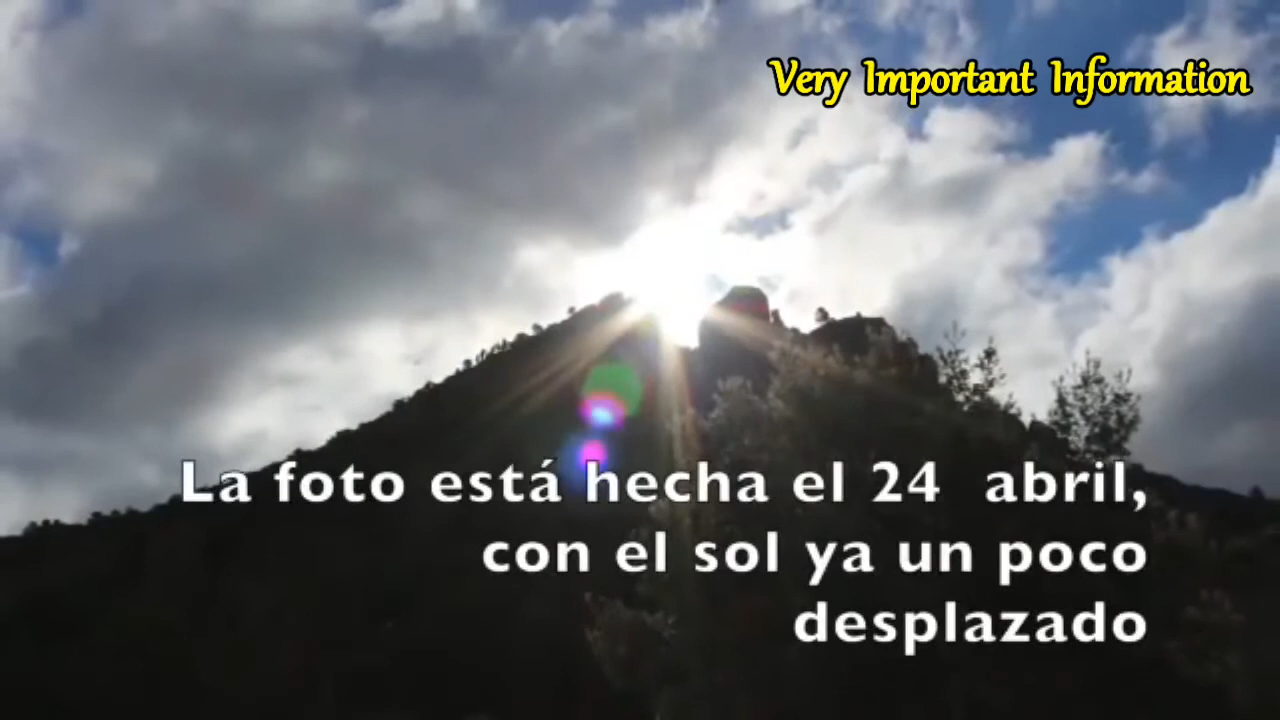 Very Important Information
La foto está hecha el 24 abril,
con el sol ya un poco
desplazado